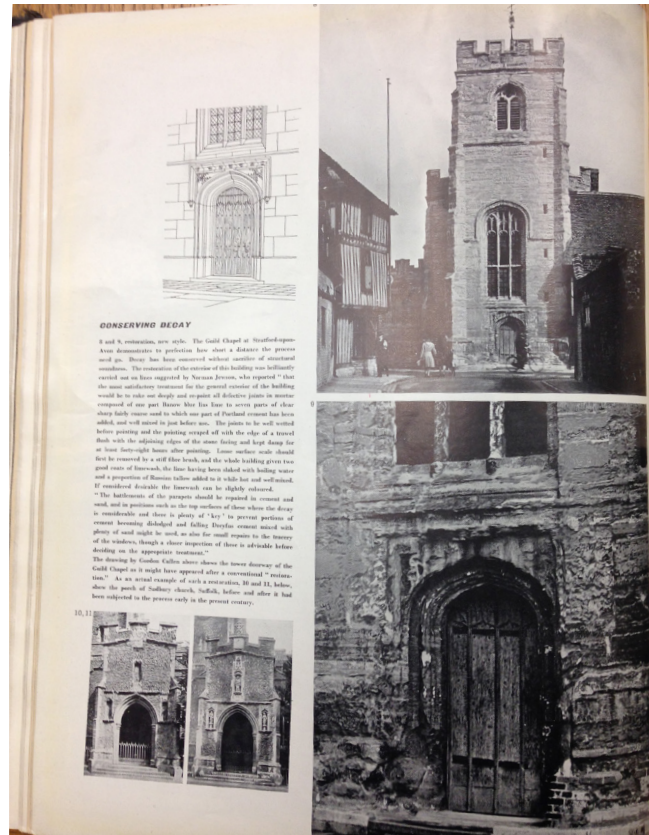 CONSERVING DECAY
8 and 9, restoration, new style. The Guild Chapel at Stratford-upon-
Avon demonstrates to perfection how short a distance the process
need go. Decay has been conserved without sacrifice of structural
soundness. The restoration of the exterior of this building was brilliantly
carried out on lines suggested by Norman Jewson, who reported "that
the most satisfactory treatment for the general exterior of the building
would be to rake out deeply and re-point all defective joints in mortar
composed of one part Barrow blue lias lime to seven parts of clear
sharp fairly coarse sand to which one part of Portland cement has been
added, and well mixed in just before use. The joints to be well wetted
before pointing and the pointing scraped off with the edge of a trowel
flush with the adjoining edges of the stone facing and kept damp for
at least forty-eight hours after pointing. Loose surface scale should
first be removed by a stiff fibre brush, and the whole building given two
good coats of limewash, the lime having been slaked with boiling water
and a proportion of Russian tallow added to it while hot and well mixed.
If considered desirable the limewash can be slightly coloured.
"The battlements of the parapets should be repaired in cement and
sand, and in positions such as the top surfaces of them where the decay
is considerable and there is plenty of 'key' to prevent portions of
cement becoming dislodged and falling Dreyfus cement mixed with
plenty of sand might be used, as also for small repairs to the tracery
of the windows, though a closer inspection of these is advisable before
deciding on the appropriate treatment."
The drawing by Gordon Cullen above shows the tower doorway of the
Guild Chapel as it might have appeared after a conventional "restora-
tion." As an actual example of such a restoration, 10 and 11, below,
show the porch of Sudbury church, Suffolk, before and after it had
been subjected to the process early in the present century.
10, 11
9